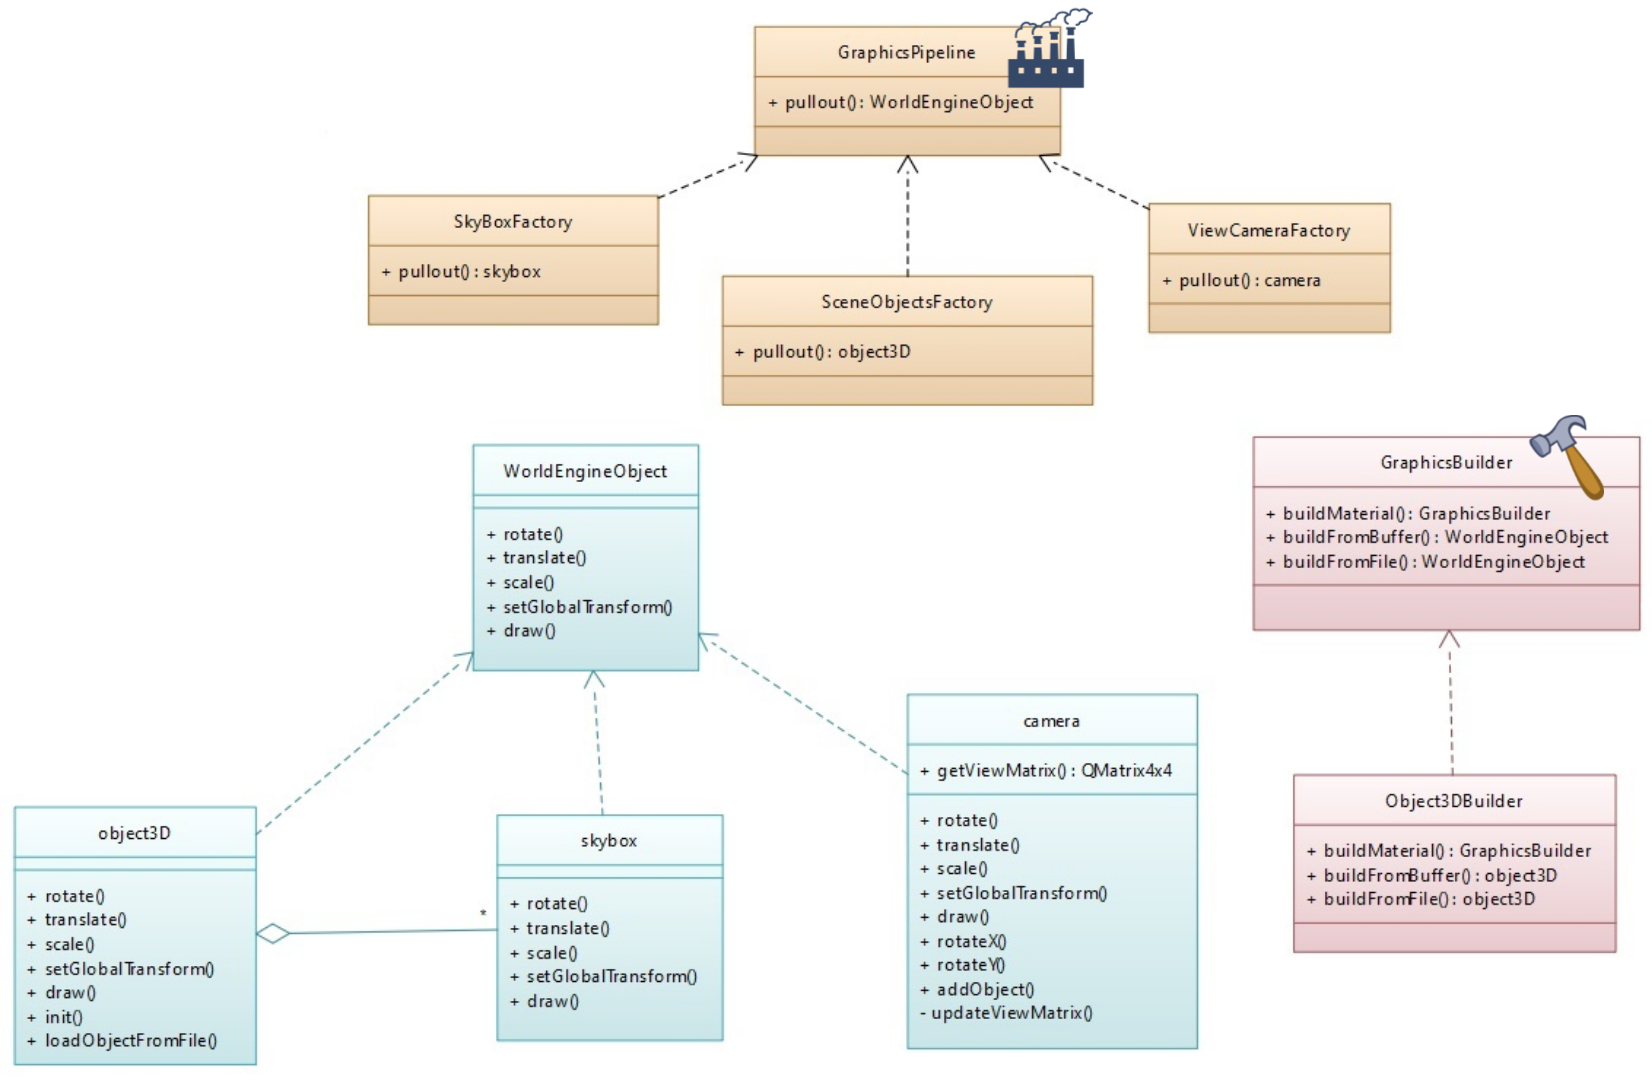 GraphicsPipeline
+ pullout(): WorldEngineObject
SkyBoxFactory
+ pullout() : skybox
SceneObjectsFactory
+ pullout(): object3D
ViewCameraFactory
+ pullout() : camera
WorldEngineObject
+ rotate()
+ translate()
+ scale()
+ setGlobalTransform()
+ draw()
GraphicsBuilder
+ buildMaterial(): GraphicsBuilder
+ buildFromBuffer() : WorldEngineObject
+ buildFromFile() : WorldEngineObject
object3D
+ rotate()
+ translate()
+ scale()
+ setGlobalTransform()
+ draw()
+ init()
+ loadObjectFromFile()
*
skybox
+ rotate()
+ translate()
+ scale()
+ setGlobalTransform()
+ draw()
camera
+ getViewMatrix() : QMatrix4x4
+ rotate()
+ translate()
+ scale()
+ setGlobalTransform()
+ draw()
+ rotateX()
+ rotateY()
+ addObject()
- updateViewMatrix()
Object3DBuilder
+ buildMaterial() : GraphicsBuilder
+ buildFromBuffer() : object3D
+ buildFromFile() : object3D